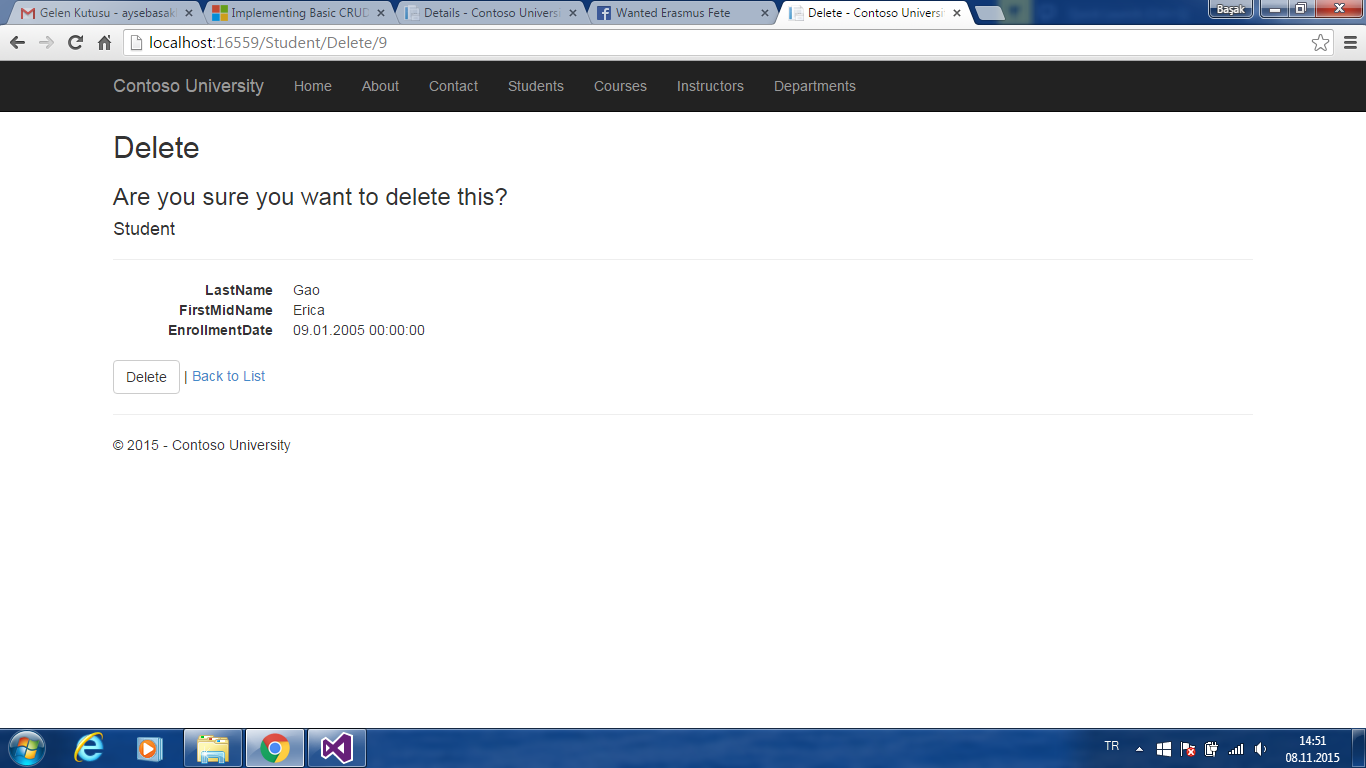 Gelen Kutusu - aysebasak
Implementing Basic CRUD
Details - Contoso Universi
Wanted Erasmus Fete
Delete - Contoso Universi
Başak
localhost:16559/Student/Delete/9
Contoso University Home About Contact Students Courses Instructors Departments
Delete
Are you sure you want to delete this?
Student
LastName Gao
FirstMidName Erica
EnrollmentDate 09.01.2005 00:00:00
Delete | Back to List
© 2015 - Contoso University
TR
14:51
08.11.2015